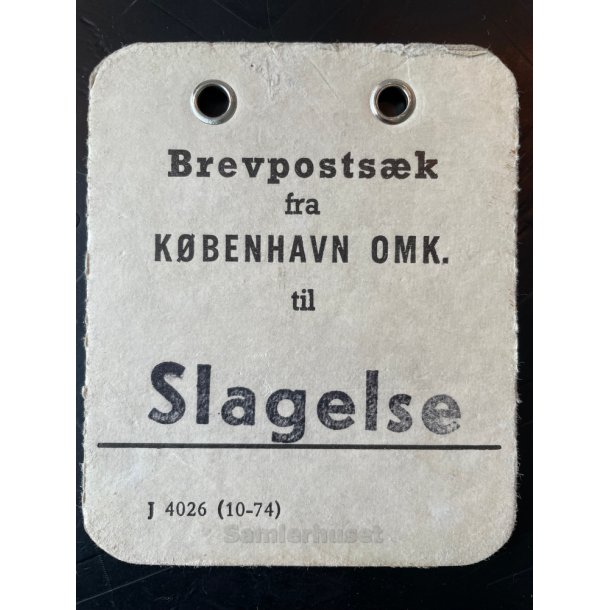 Brevpostsæk
fra
KØBENHAVN OMK.
til
Slagelse
J 4026 (10-74)
Samlerhuset